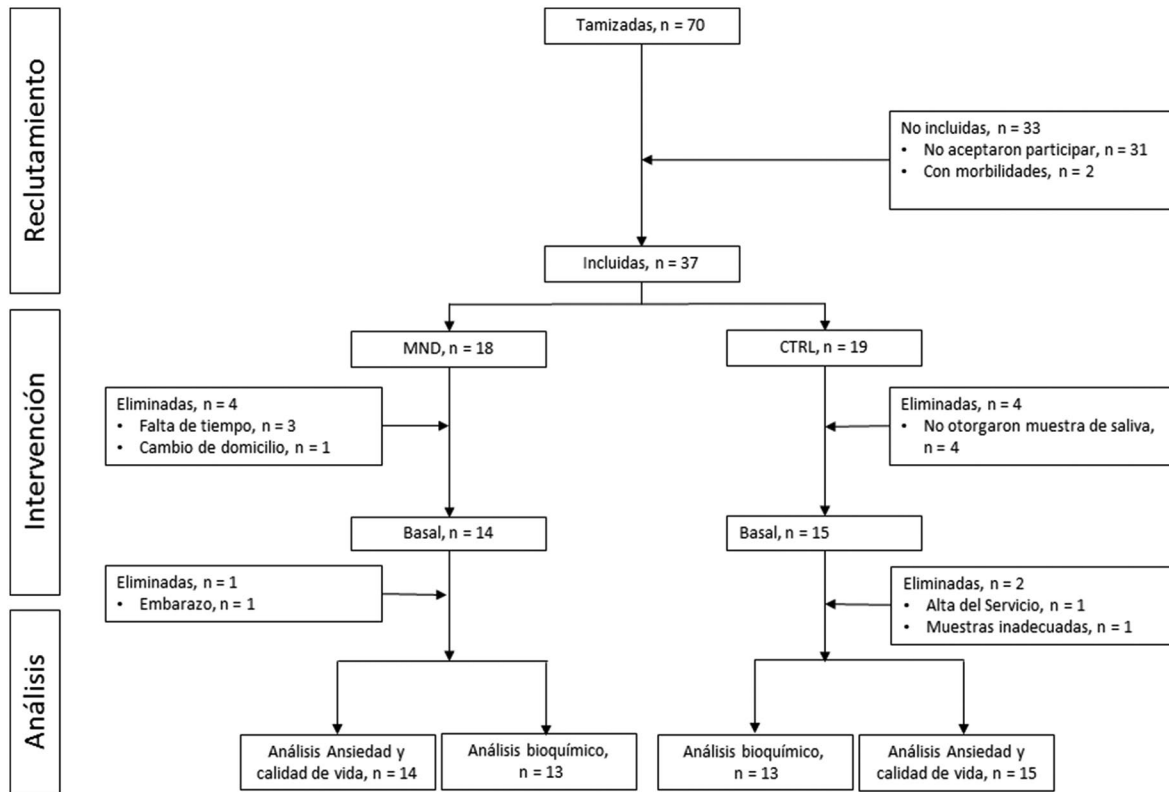 Reclutamiento
Tamizadas, n = 70
No incluidas, n = 33
• No aceptaron participar, n = 31
• Con morbilidades, n = 2
Incluidas, n = 37
Intervención
MND, n = 18
CTRL, n = 19
Eliminadas, n = 4
• Falta de tiempo, n = 3
• Cambio de domicilio, n = 1
Eliminadas, n = 4
• No otorgaron muestra de saliva,
n = 4
Basal, n = 14
Basal, n = 15
Eliminadas, n = 1
• Embarazo, n = 1
Eliminadas, n = 2
• Alta del Servicio, n = 1
• Muestras inadecuadas, n = 1
Análisis
Análisis Ansiedad y
calidad de vida, n = 14
Análisis bioquímico,
n = 13
Análisis bioquímico,
n = 13
Análisis Ansiedad y
calidad de vida, n = 15